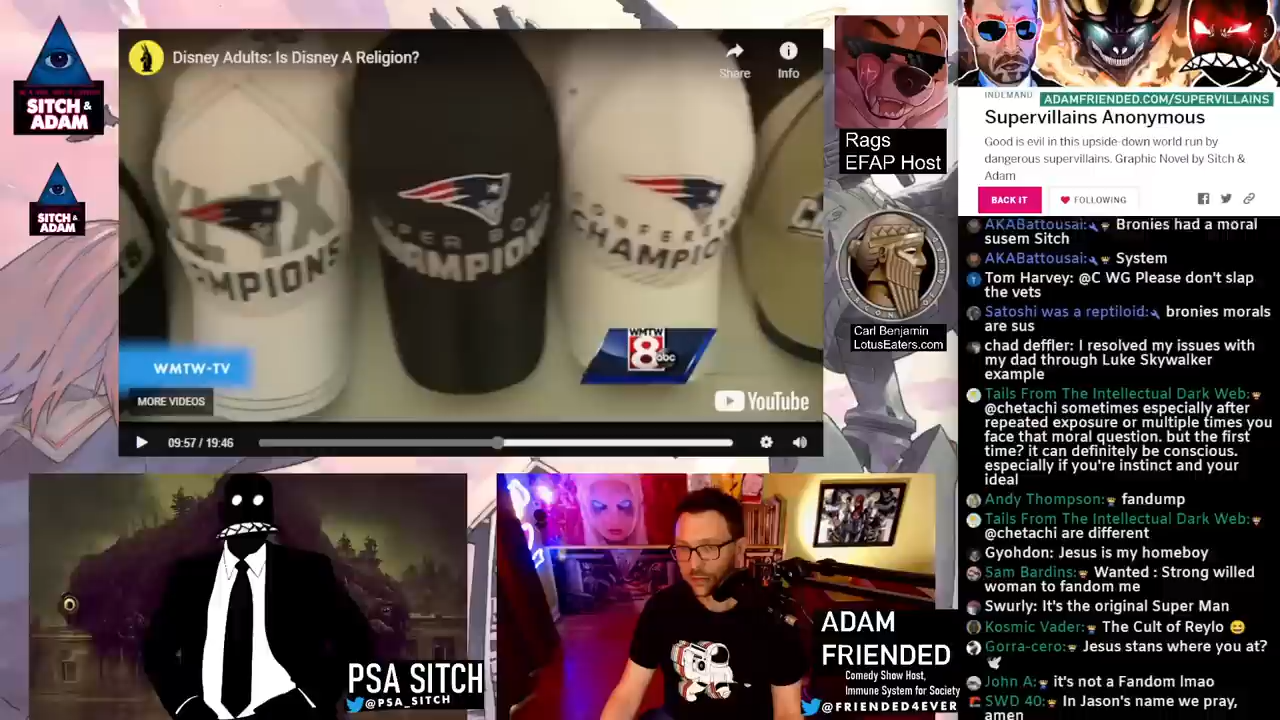 SITCH &
ADAM
SITCH &
ADAM
Disney Adults: Is Disney A Religion?
Share
Info
CHAMPIONS
WMTW
8
abc
WMTW-TV
MORE VIDEOS
YouTube
09:57 / 19:46
Rags
EFAP Host
Carl Benjamin
LotusEaters.com
PSA SITCH
@PSA_SITCH
ADAM
FRIENDED
Comedy Show Host,
Immune System for Society
@FRIENDED4EVER
INDEMAND
ADAMFRIENDED.COM/SUPERVILLAINS
Supervillains Anonymous
Good is evil in this upside-down world run by
dangerous supervillains. Graphic Novel by Sitch &
Adam
BACK IT
FOLLOWING
AKABattousai: Bronies had a moral
susem Sitch
AKABattousai: System
Tom Harvey: @C WG Please don't slap
the vets
Satoshi was a reptiloid: bronies morals
are sus
chad deffler: I resolved my issues with
my dad through Luke Skywalker
example
Tails From The Intellectual Dark Web:
@chetachi sometimes especially after
repeated exposure or multiple times you
face that moral question. but the first
time? it can definitely be conscious.
especially if you're instinct and your
ideal
Andy Thompson: fandump
Tails From The Intellectual Dark Web:
@chetachi are different
Gyohdon: Jesus is my homeboy
Sam Bardins: Wanted : Strong willed
woman to fandom me
Swurly: It's the original Super Man
Kosmic Vader: The Cult of Reylo
Gorra-cero: Jesus stans where you at?
John A: it's not a Fandom lmao
SWD 40: In Jason's name we pray,
amen